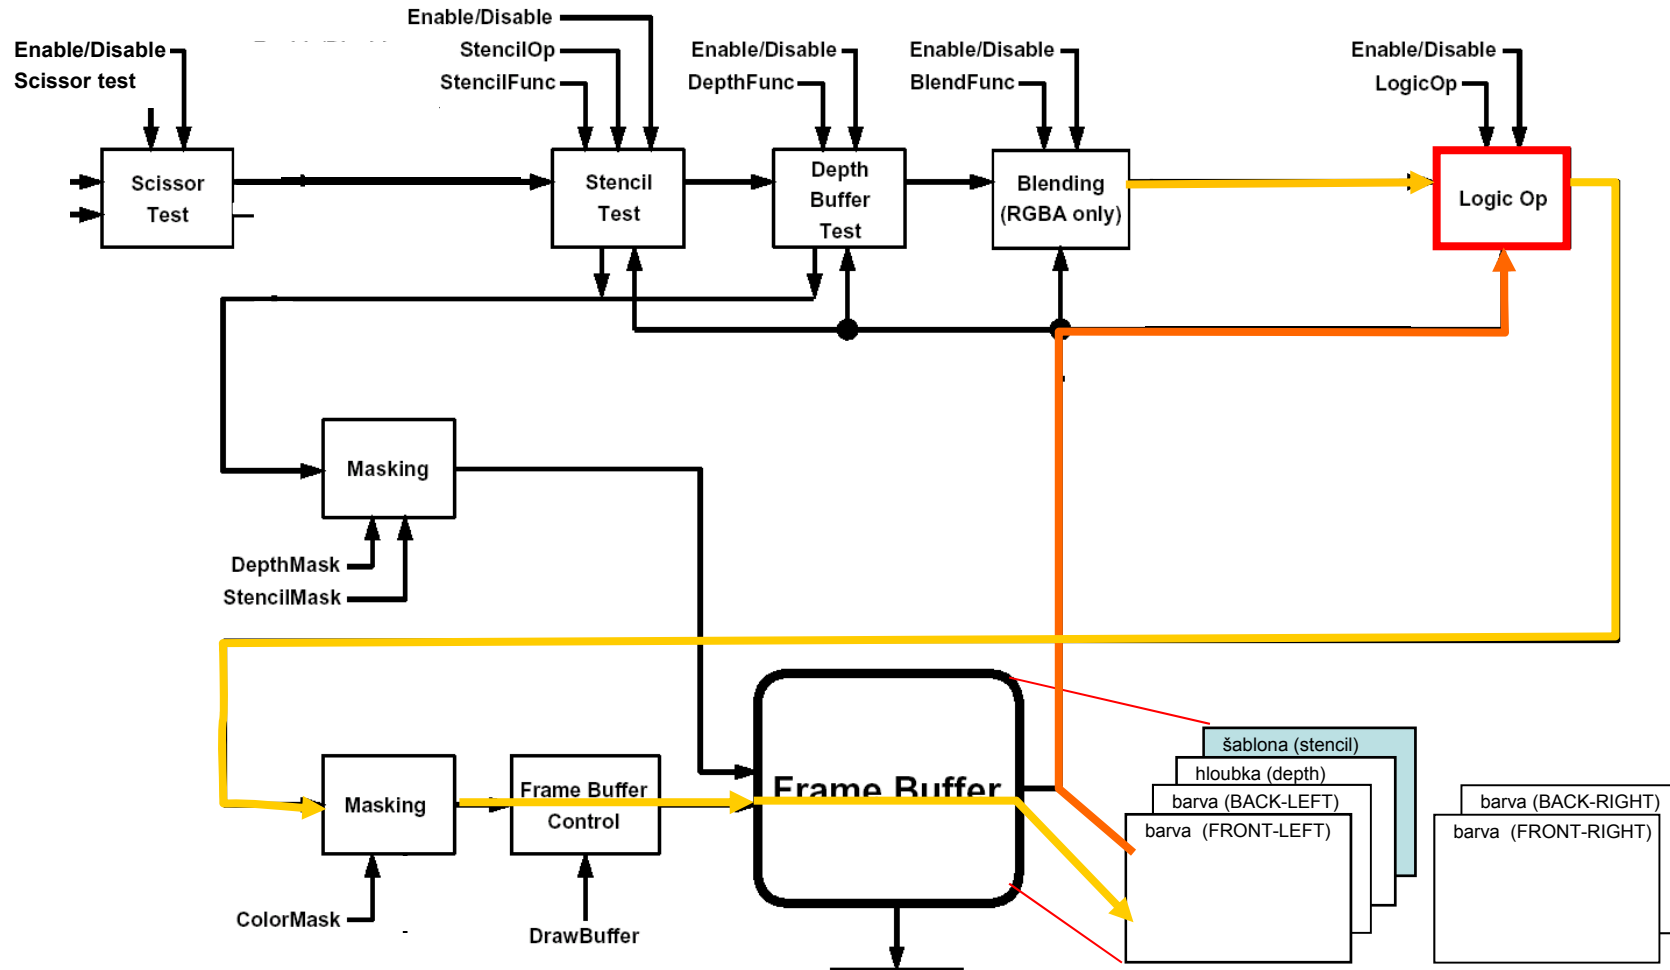 Enable/Disable
Enable/Disable
Scissor test
StencilOp
StencilFunc
Enable/Disable
DepthFunc
Enable/Disable
BlendFunc
Enable/Disable
LogicOp
Scissor
Test
Stencil
Test
Depth
Buffer
Test
Blending
(RGBA only)
Logic Op
Masking
DepthMask
StencilMask
Masking
Frame Buffer
Control
Frame Buffer
ColorMask
DrawBuffer
šablona (stencil)
hloubka (depth)
barva (BACK-LEFT)
barva (FRONT-LEFT)
barva (BACK-RIGHT)
barva (FRONT-RIGHT)